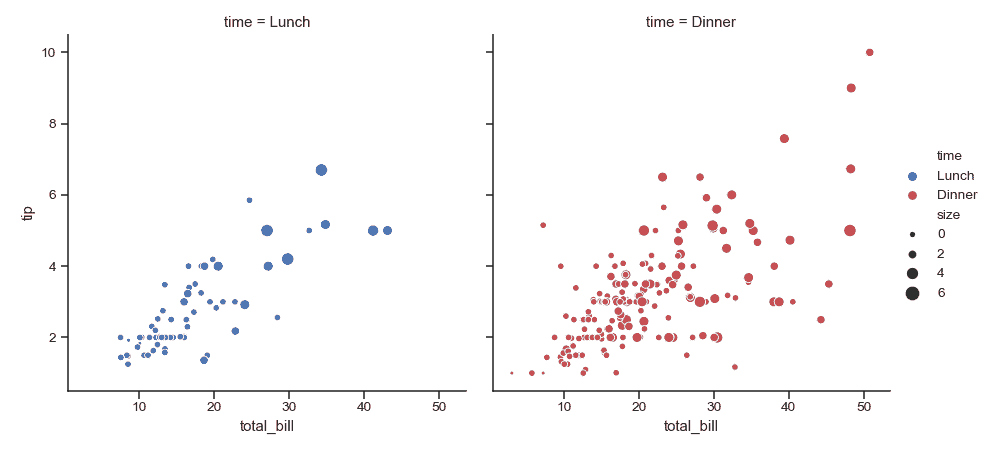 time = Lunch
time = Dinner
10
8
6
4
2
tip
10
20
30
40
50
total_bill
10
20
30
40
50
total_bill
time
Lunch
Dinner
size
0
2
4
6